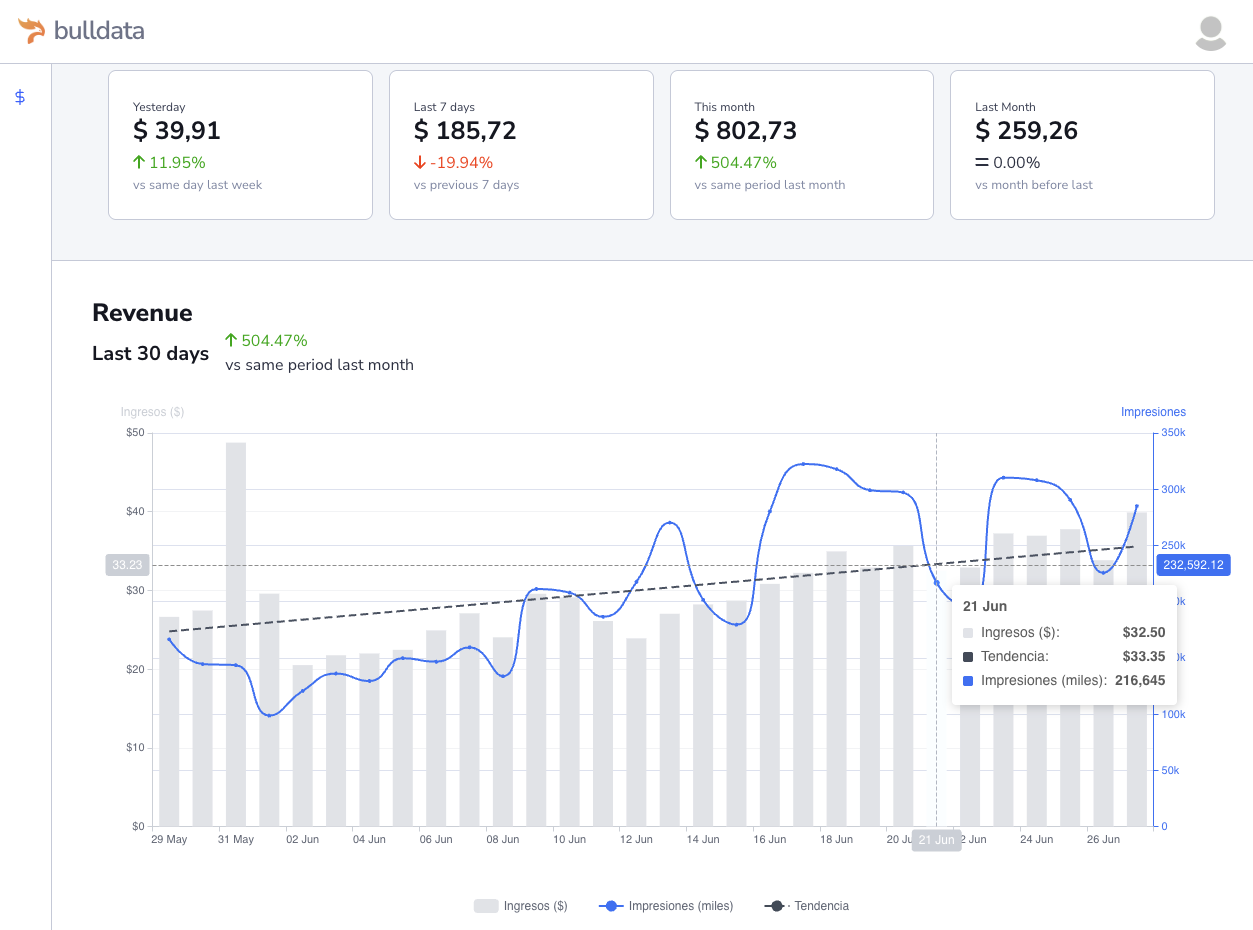 bulldata
$
Yesterday
$ 39,91
11.95%
vs same day last week
Last 7 days
$ 185,72
-19.94%
vs previous 7 days
This month
$ 802,73
504.47%
vs same period last month
Last Month
$ 259,26
0.00%
vs month before last
Revenue
Last 30 days
504.47%
vs same period last month
Ingresos ($)
Impresiones
$50
$40
33.23
$30
$20
$10
$0
350k
300k
250k
232,592.12
100k
50k
0
21 Jun
Ingresos ($): $32.50
Tendencia: $33.35
Impresiones (miles): 216,645
29 May 31 May 02 Jun 04 Jun 06 Jun 08 Jun 10 Jun 12 Jun 14 Jun 16 Jun 18 Jun 20 21 Jun 24 Jun 26 Jun
Ingresos ($) Impresiones (miles) Tendencia